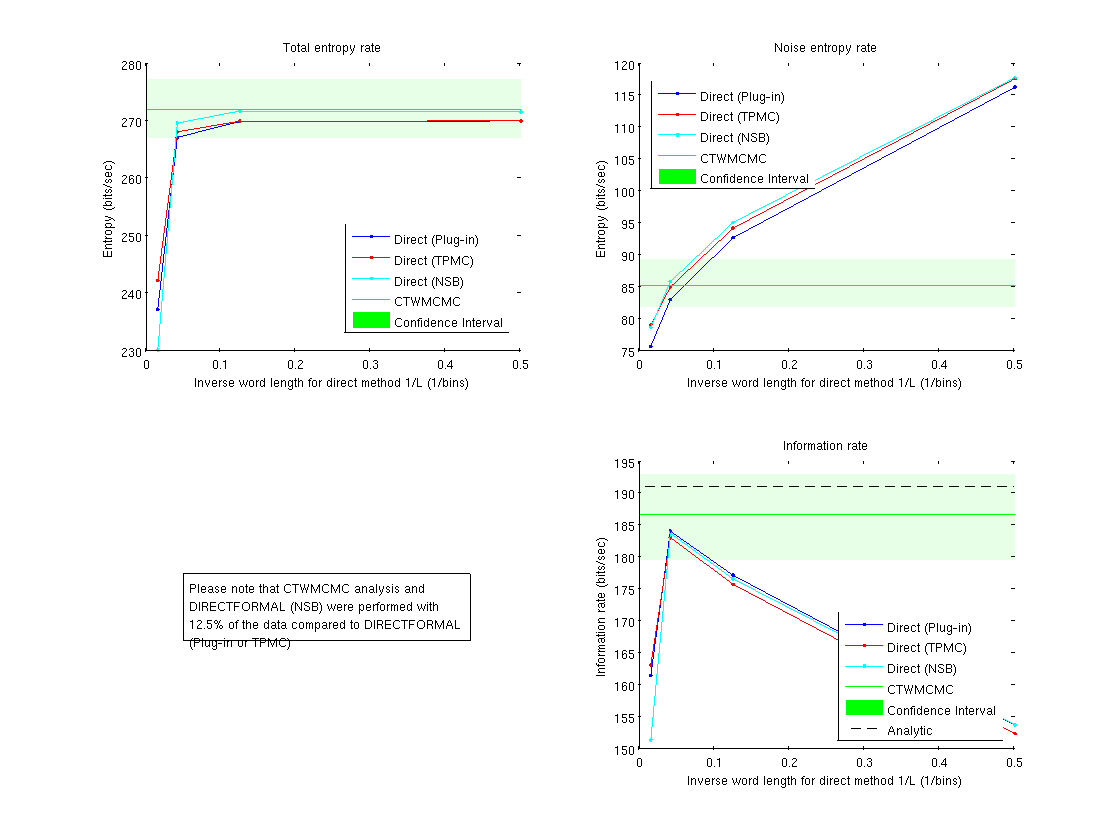 Total entropy rate
280
270
260
250
240
230
Entropy (bits/sec)
Direct (Plug-in)
Direct (TPMC)
Direct (NSB)
CTWMCMC
Confidence Interval
0 0.1 0.2 0.3 0.4 0.5
Inverse word length for direct method 1/L (1/bins)
Noise entropy rate
120
115
110
105
100
95
90
85
80
75
Entropy (bits/sec)
Direct (Plug-in)
Direct (TPMC)
Direct (NSB)
CTWMCMC
Confidence Interval
0 0.1 0.2 0.3 0.4 0.5
Inverse word length for direct method 1/L (1/bins)
Please note that CTWMCMC analysis and
DIRECTFORMAL (NSB) were performed with
12.5% of the data compared to DIRECTFORMAL
(Plug-in or TPMC)
Information rate
195
190
185
180
175
170
165
160
155
150
Information rate (bits/sec)
Direct (Plug-in)
Direct (TPMC)
Direct (NSB)
CTWMCMC
Confidence Interval
Analytic
0 0.1 0.2 0.3 0.4 0.5
Inverse word length for direct method 1/L (1/bins)